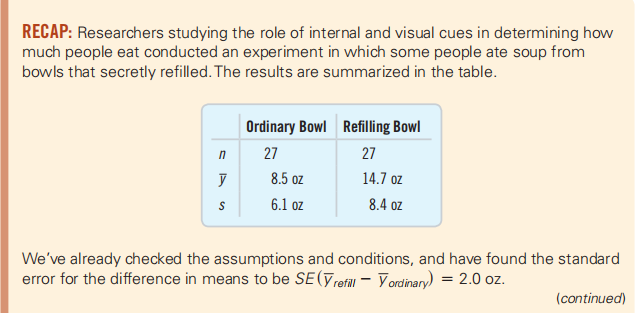 RECAP: Researchers studying the role of internal and visual cues in determining how
much people eat conducted an experiment in which some people ate soup from
bowls that secretly refilled. The results are summarized in the table.
Ordinary Bowl Refilling Bowl
n 27 27
y̅ 8.5 oz 14.7 oz
s 6.1 oz 8.4 oz
We've already checked the assumptions and conditions, and have found the standard
error for the difference in means to be SE(y̅refill − y̅ordinary) = 2.0 oz.
(continued)